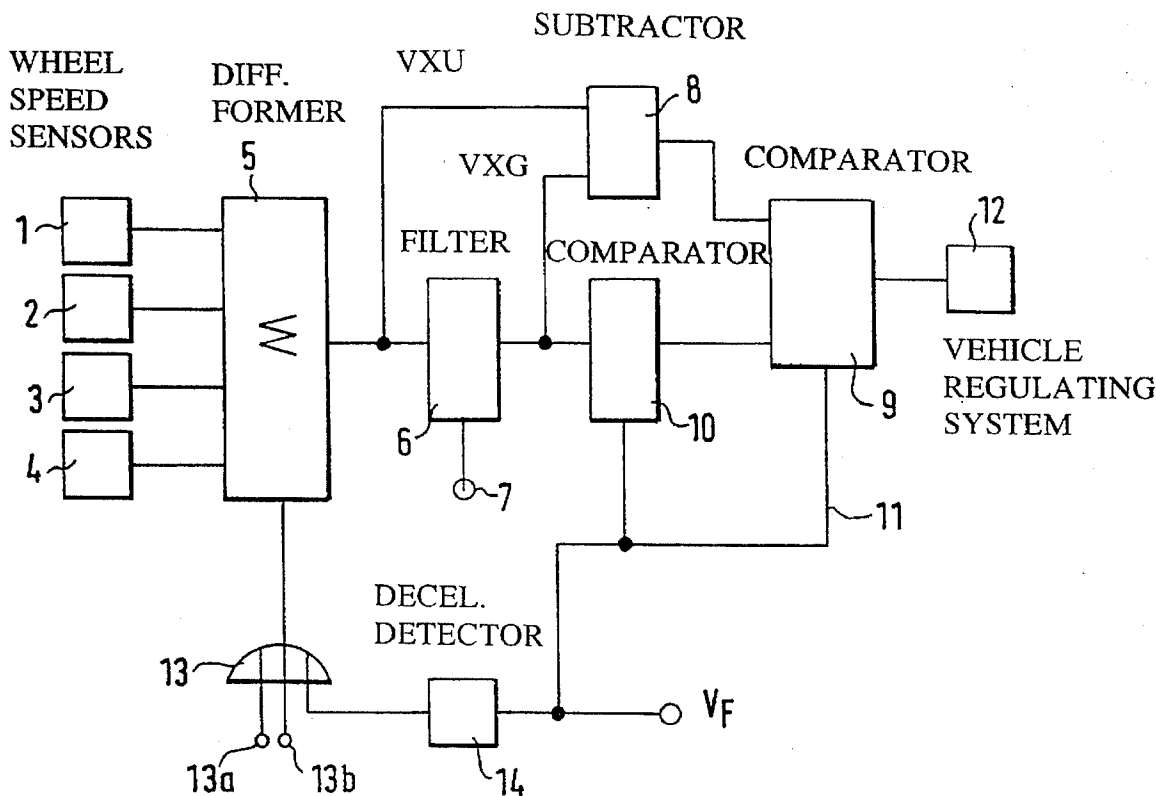 SUBTRACTOR
WHEEL
SPEED
SENSORS
DIFF.
FORMER
VXU
VXG
COMPARATOR
FILTER
COMPARATOR
VEHICLE
REGULATING
SYSTEM
DECEL.
DETECTOR
1
2
3
4
5
6
7
8
9
10
11
12
13
13a
13b
14
VF